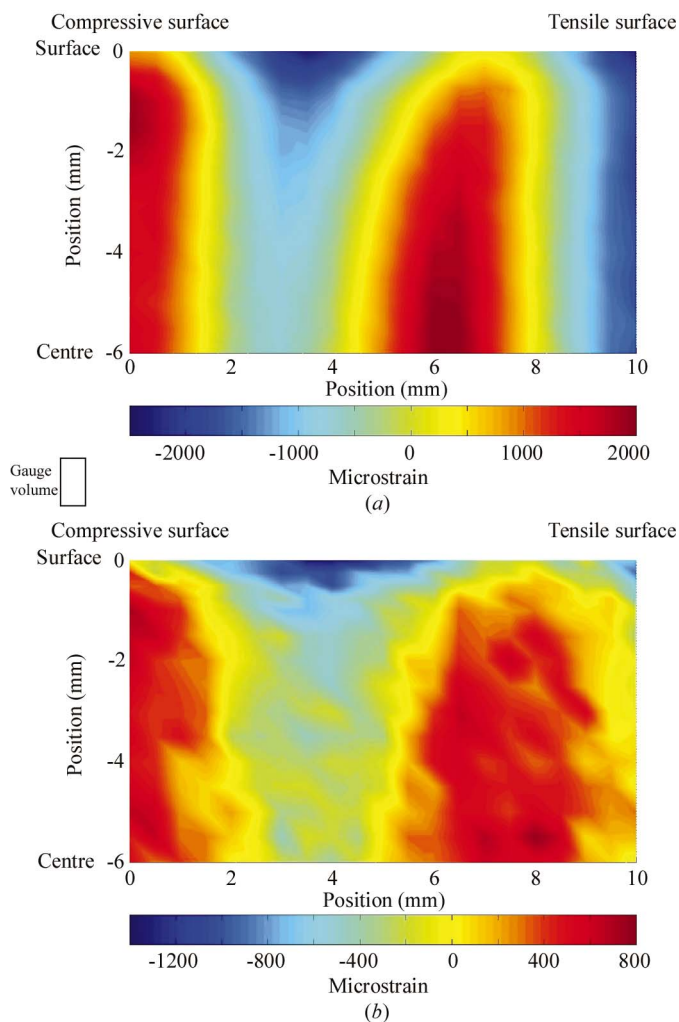 Compressive surface Tensile surface
Surface 0
-2
Position (mm)
-4
Centre -6
0 2 4 6 8 10
Position (mm)
-2000 -1000 0 1000 2000
Microstrain
(a)
Gauge
volume
Compressive surface Tensile surface
Surface 0
-2
Position (mm)
-4
Centre -6
0 2 4 6 8 10
Position (mm)
-1200 -800 -400 0 400 800
Microstrain
(b)